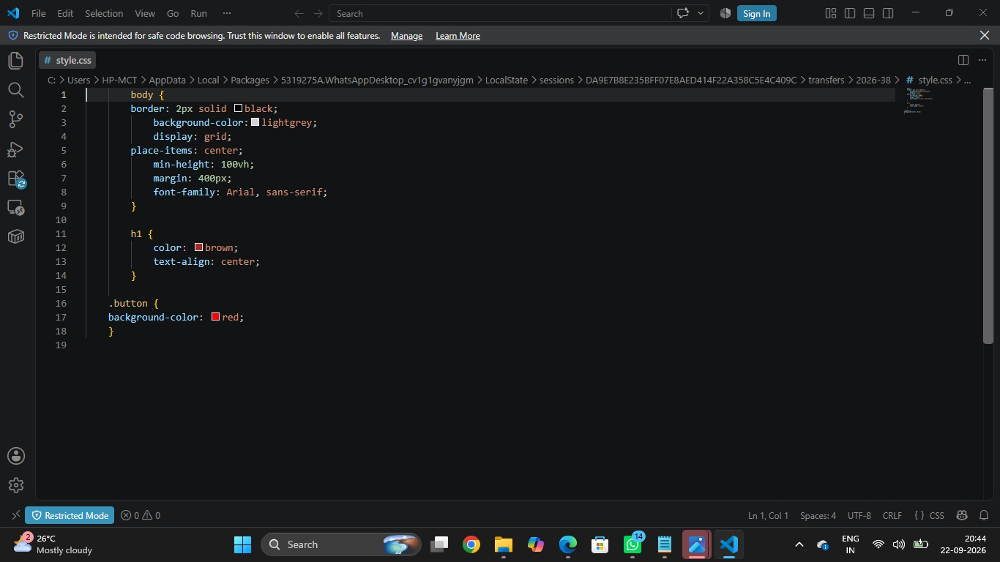 File Edit Selection View Go Run ··· Search Sign In
Restricted Mode is intended for safe code browsing. Trust this window to enable all features. Manage Learn More
# style.css
C: > Users > HP-MCT > AppData > Local > Packages > 5319275A.WhatsAppDesktop_cv1g1gvanyjgm > LocalState > sessions > DA9E7B8E235BFF07E8AED414F22A358C5E4C409C > transfers > 2026-38 > # style.css > ...
1 body {
2 border: 2px solid black;
3 background-color: lightgrey;
4 display: grid;
5 place-items: center;
6 min-height: 100vh;
7 margin: 400px;
8 font-family: Arial, sans-serif;
9 }
10
11 h1 {
12 color: brown;
13 text-align: center;
14 }
15
16 .button {
17 background-color: red;
18 }
19
Restricted Mode 0 0 Ln 1, Col 1 Spaces: 4 UTF-8 CRLF { } CSS
2 26°C Search 14 ENG 20:44
Mostly cloudy IN 22-09-2026